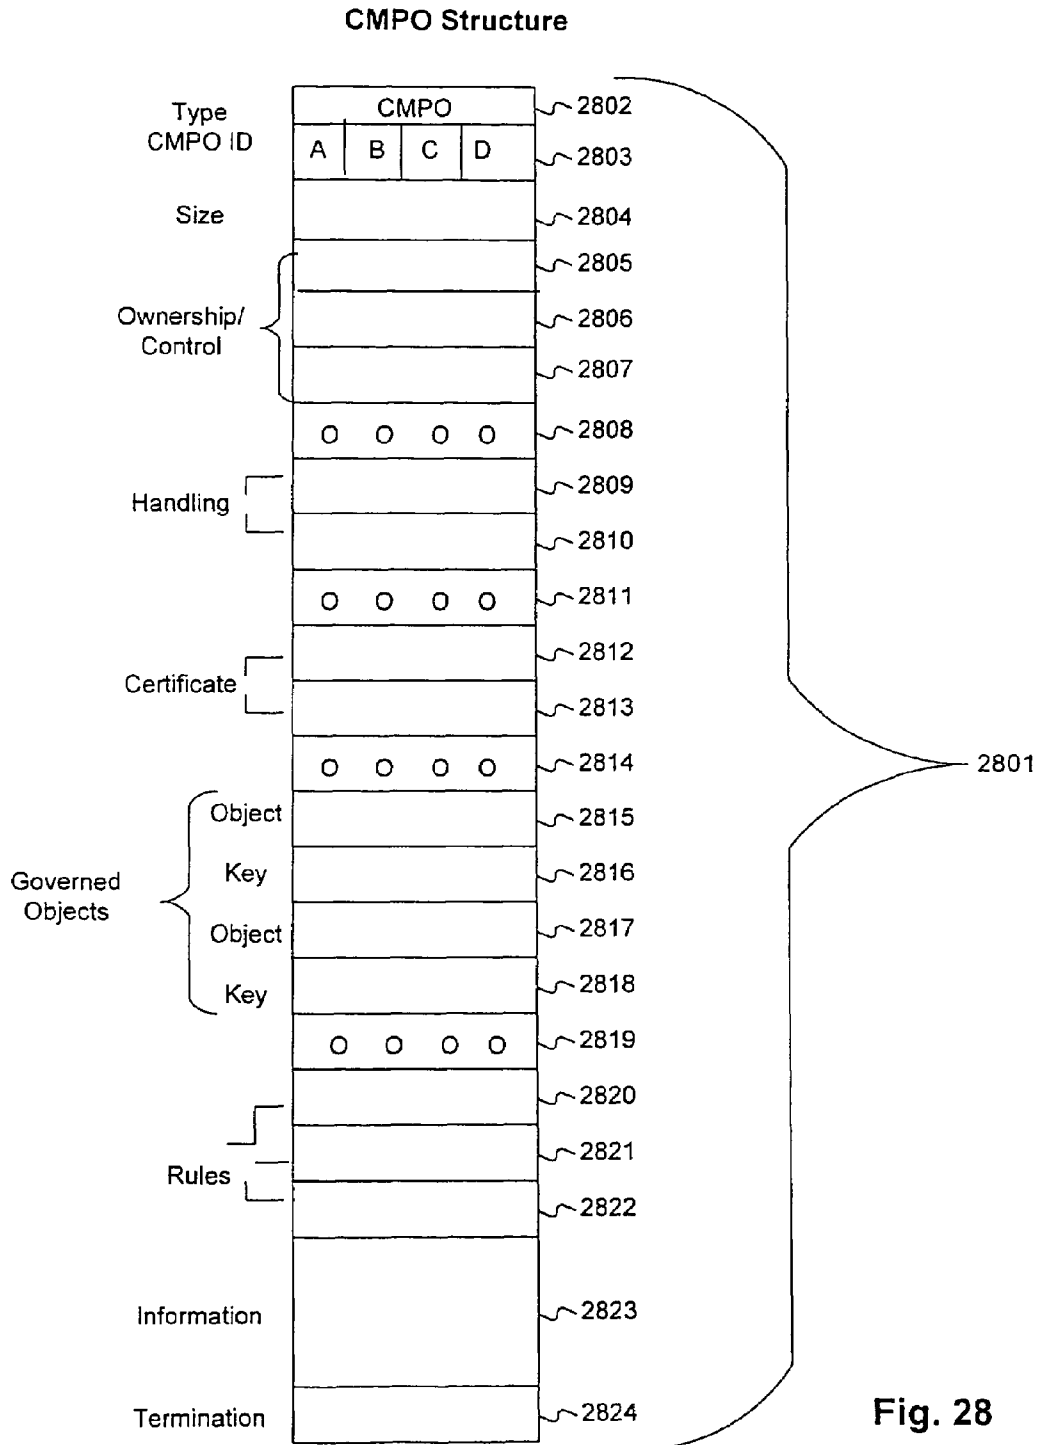 CMPO Structure
Type CMPO 2802
CMPO ID A B C D 2803
Size 2804
2805
Ownership/
Control
2806
2807
O O O O 2808
Handling
2809
2810
O O O O 2811
Certificate
2812
2813
O O O O 2814
Governed
Objects
Object 2815
Key 2816
Object 2817
Key 2818
O O O O 2819
Rules
2820
2821
2822
Information 2823
Termination 2824
2801
Fig. 28